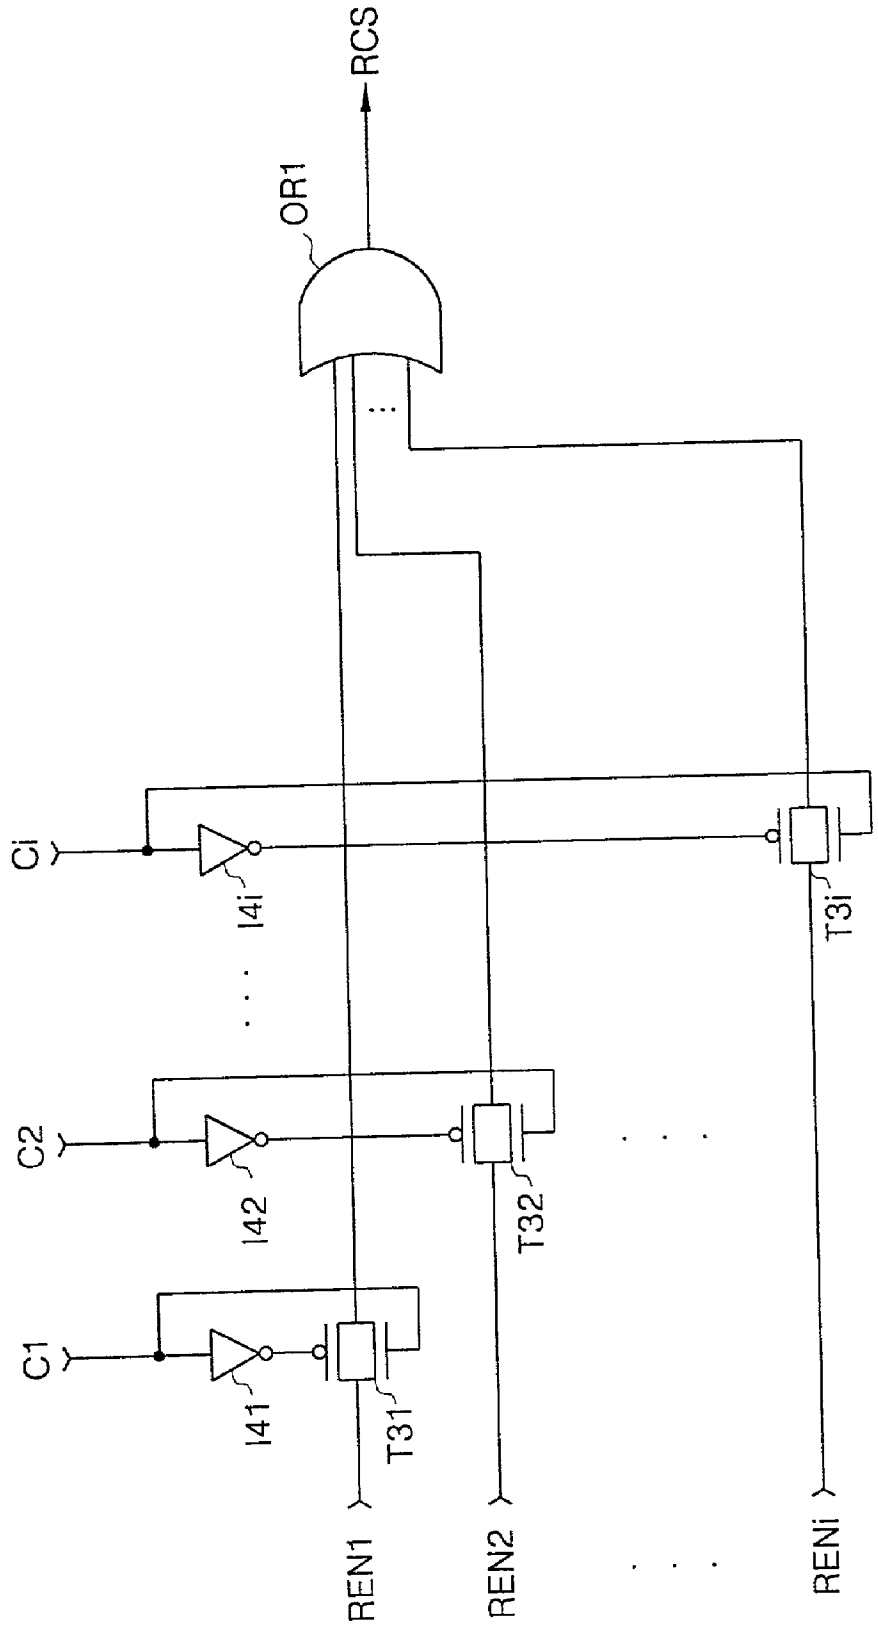 C1
C2
Ci
I41
I42
. . .
I4i
REN1
T31
REN2
T32
. . .
. . .
RENi
T3i
...
OR1
RCS